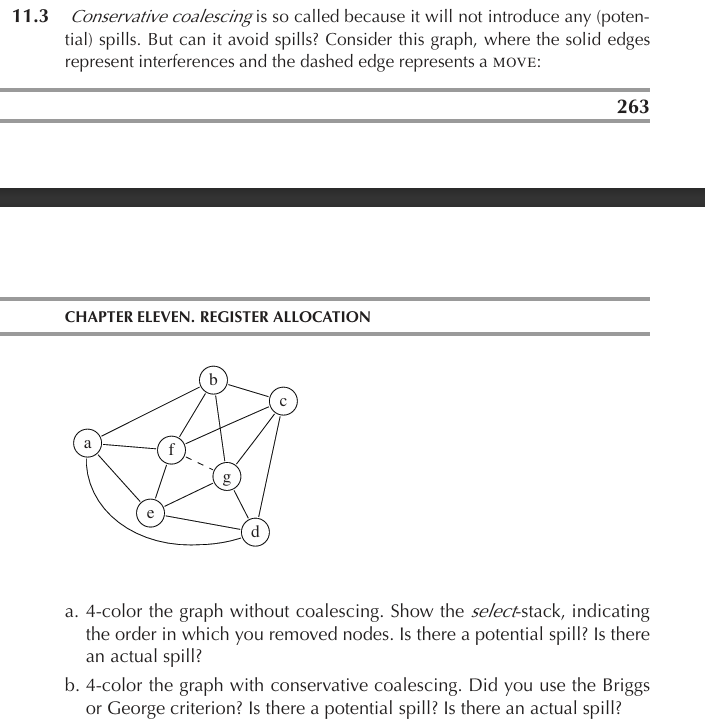 11.3 Conservative coalescing is so called because it will not introduce any (poten-
tial) spills. But can it avoid spills? Consider this graph, where the solid edges
represent interferences and the dashed edge represents a MOVE:
263
CHAPTER ELEVEN. REGISTER ALLOCATION
b
c
a
f
g
e
d
a. 4-color the graph without coalescing. Show the select-stack, indicating
the order in which you removed nodes. Is there a potential spill? Is there
an actual spill?
b. 4-color the graph with conservative coalescing. Did you use the Briggs
or George criterion? Is there a potential spill? Is there an actual spill?